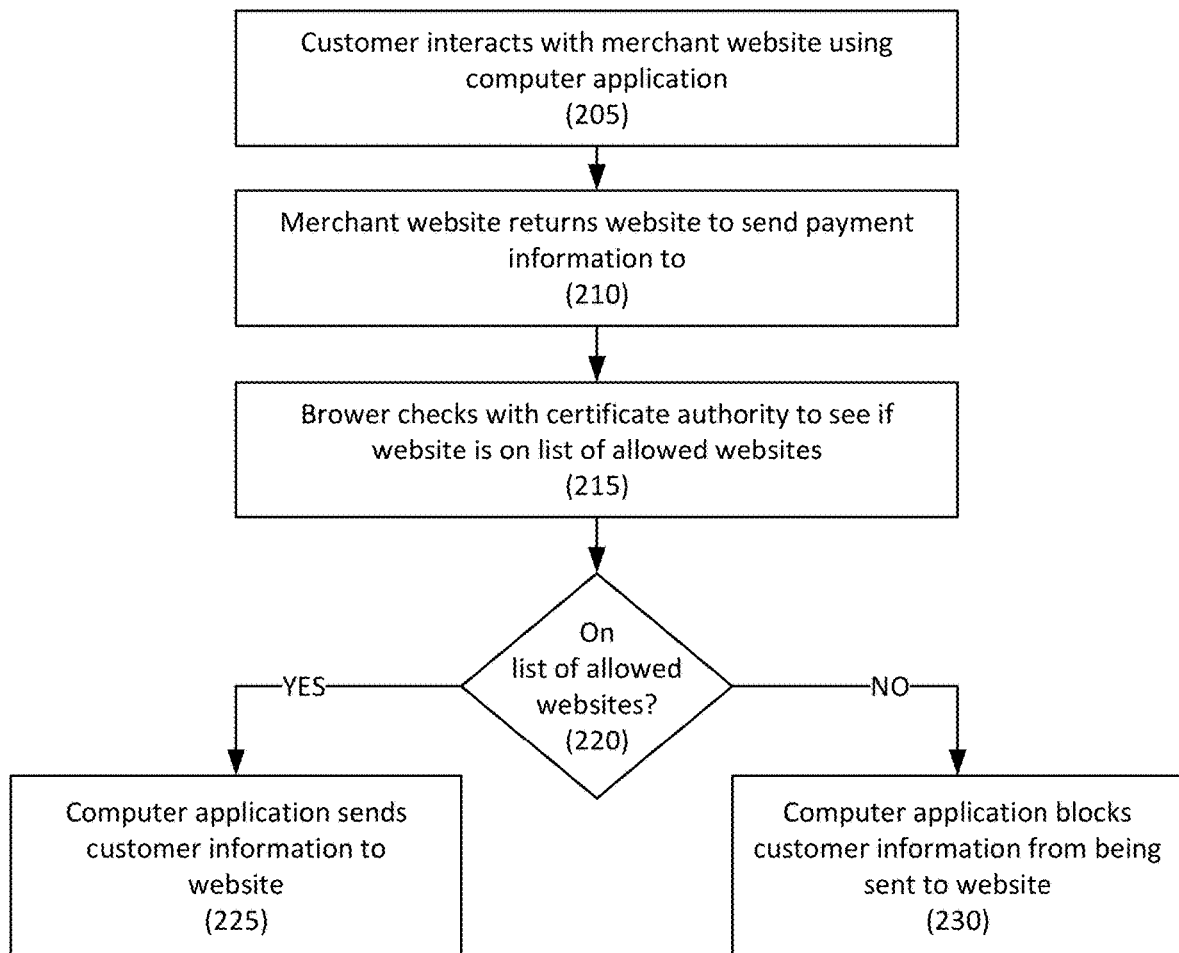 Customer interacts with merchant website using
computer application
(205)
Merchant website returns website to send payment
information to
(210)
Brower checks with certificate authority to see if
website is on list of allowed websites
(215)
On
list of allowed
websites?
(220)
YES
NO
Computer application sends
customer information to
website
(225)
Computer application blocks
customer information from being
sent to website
(230)